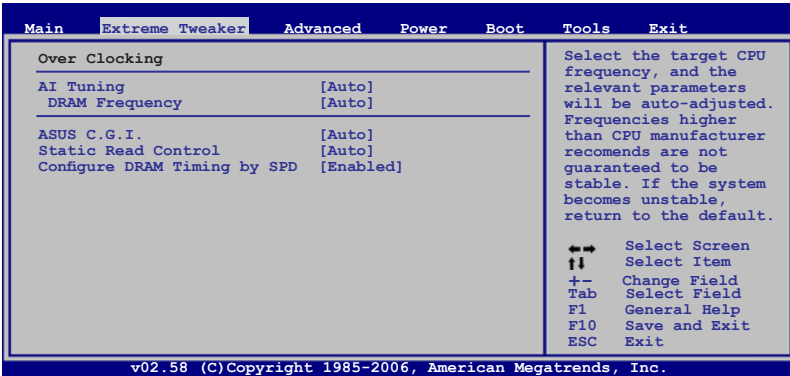 Main Extreme Tweaker Advanced Power Boot Tools Exit
Over Clocking
AI Tuning [Auto]
DRAM Frequency [Auto]
ASUS C.G.I. [Auto]
Static Read Control [Auto]
Configure DRAM Timing by SPD [Enabled]
Select the target CPU
frequency, and the
relevant parameters
will be auto-adjusted.
Frequencies higher
than CPU manufacturer
recomends are not
guaranteed to be
stable. If the system
becomes unstable,
return to the default.
Select Screen
Select Item
+- Change Field
Tab Select Field
F1 General Help
F10 Save and Exit
ESC Exit
v02.58 (C)Copyright 1985-2006, American Megatrends, Inc.